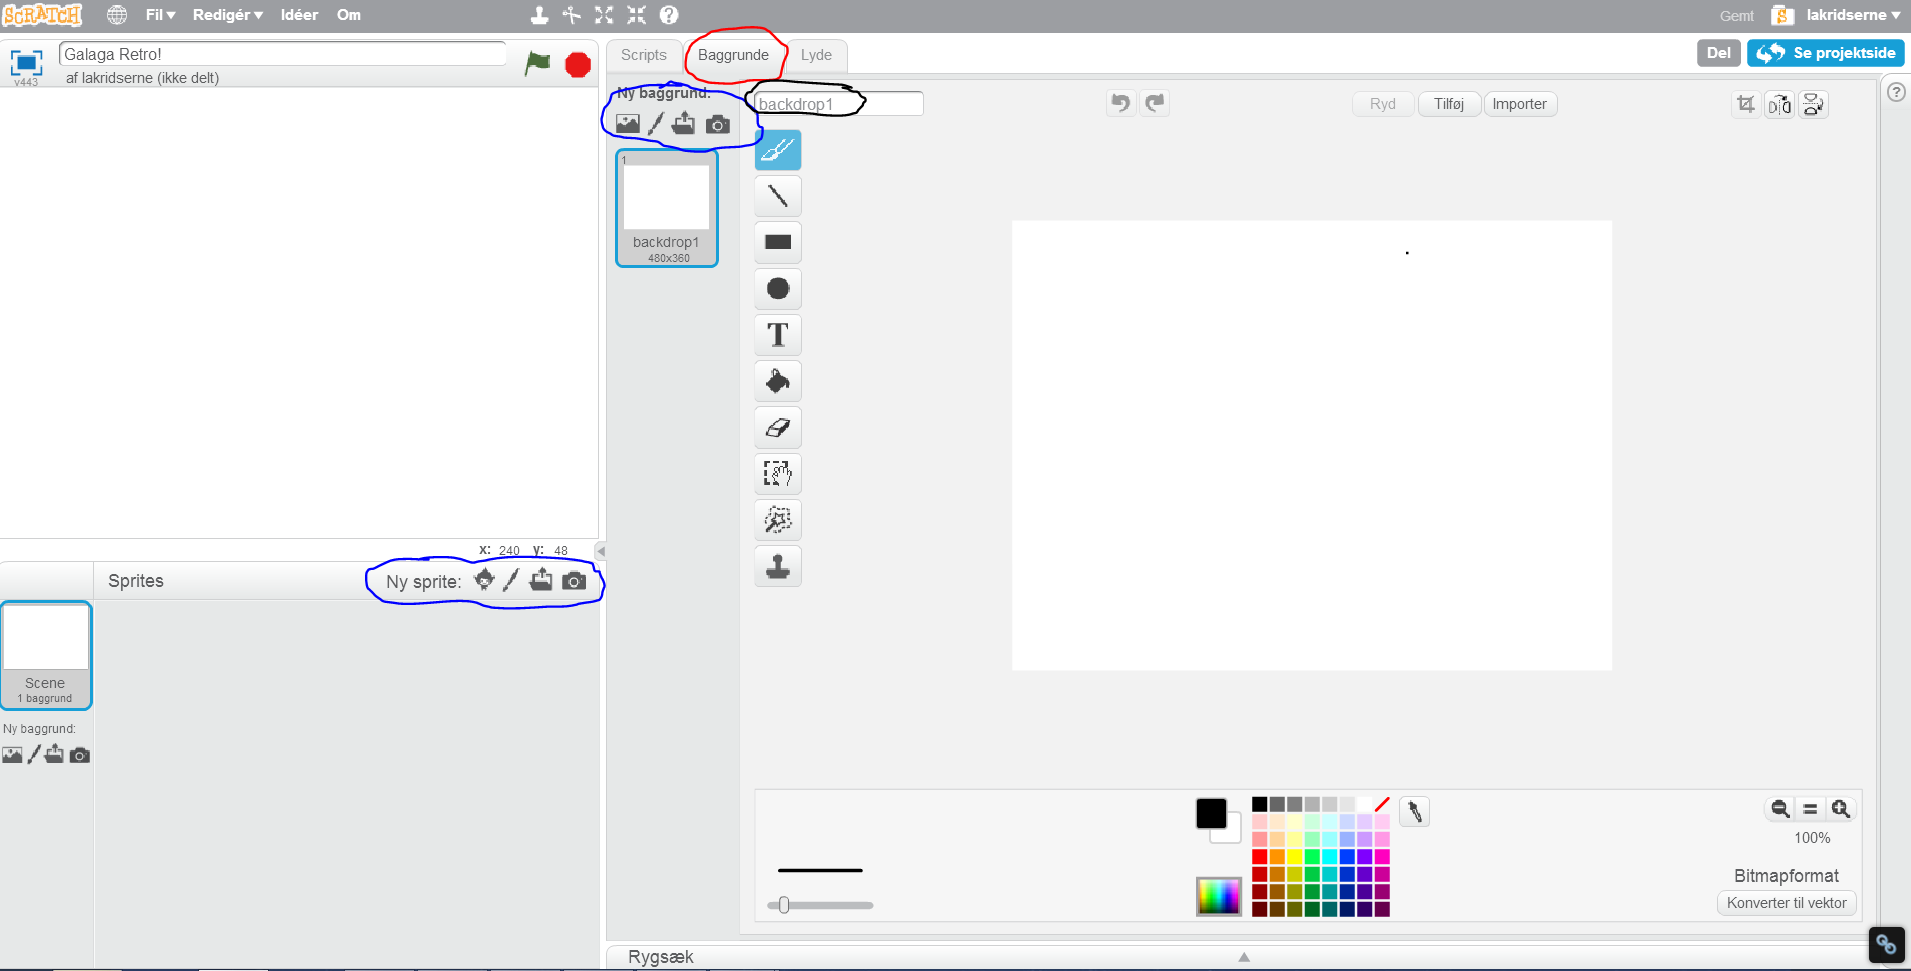 SCRATCH Fil Redigér Idéer Om Gemt lakridserne
v443 Galaga Retro!
af lakridserne (ikke delt)
Scripts Baggrunde Lyde Del Se projektside
Ny baggrund: backdrop1 Ryd Tilføj Importer
1
T
backdrop1
480x360
x: 240 y: 48
Sprites Ny sprite:
Scene
1 baggrund
Ny baggrund:
100%
Bitmapformat
Konverter til vektor
Rygsæk